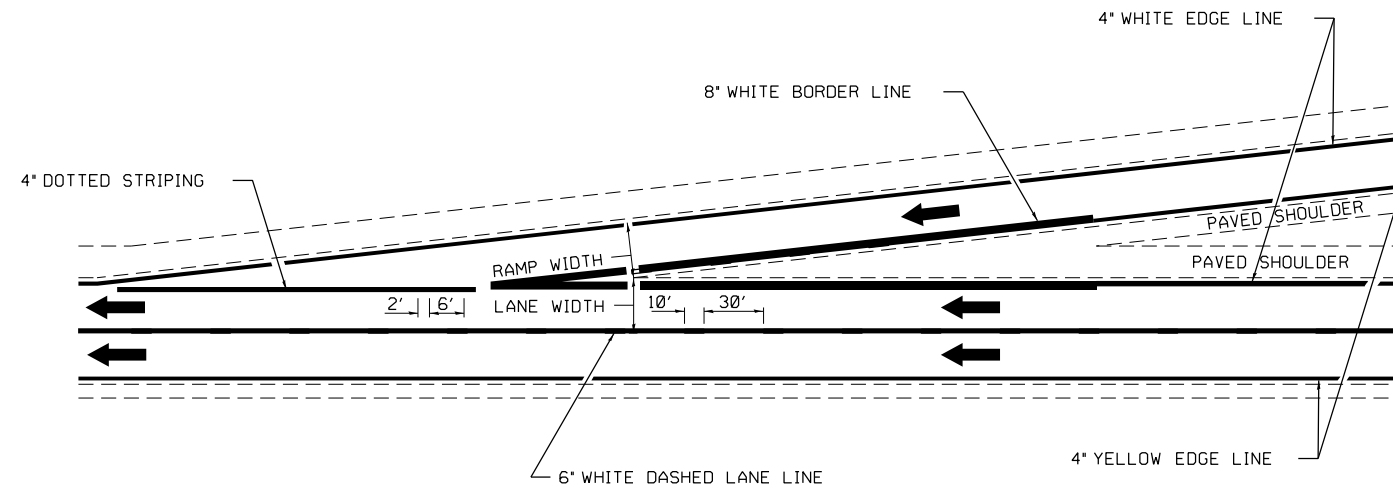 4" WHITE EDGE LINE
8" WHITE BORDER LINE
4" DOTTED STRIPING
PAVED SHOULDER
PAVED SHOULDER
RAMP WIDTH
LANE WIDTH
2'
6'
10'
30'
4" YELLOW EDGE LINE
6" WHITE DASHED LANE LINE